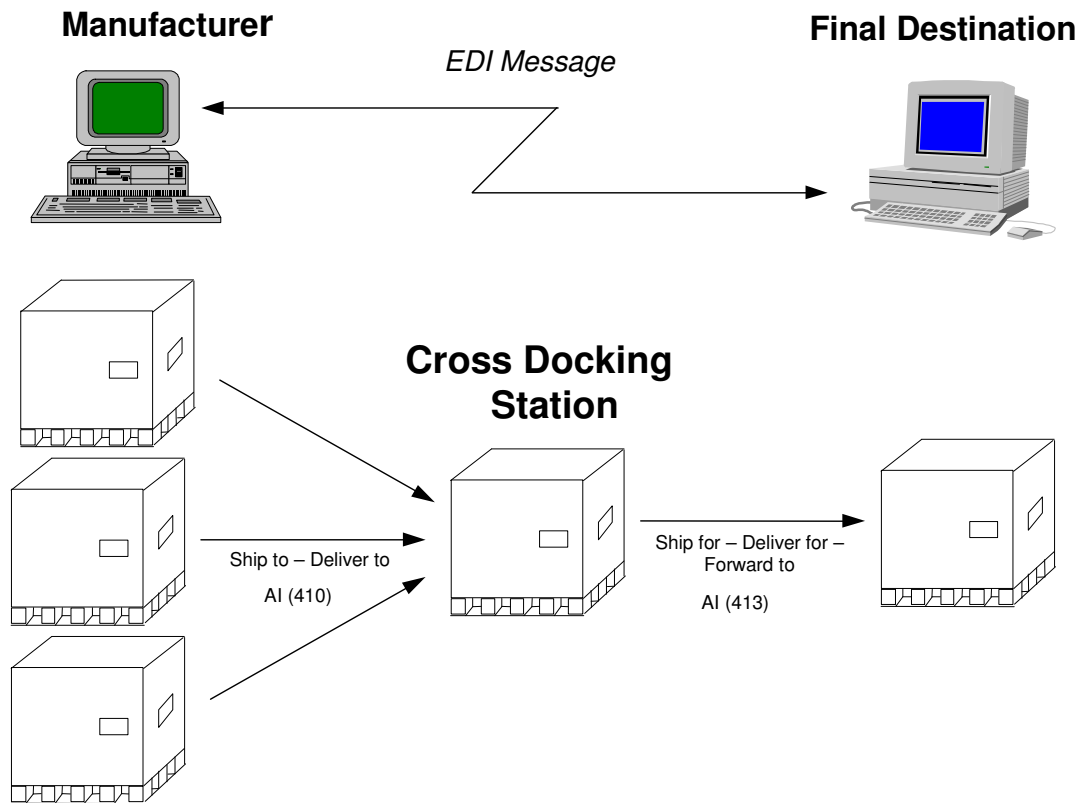 Manufacturer
Final Destination
EDI Message
Cross Docking
Station
Ship to – Deliver to
AI (410)
Ship for – Deliver for –
Forward to
AI (413)